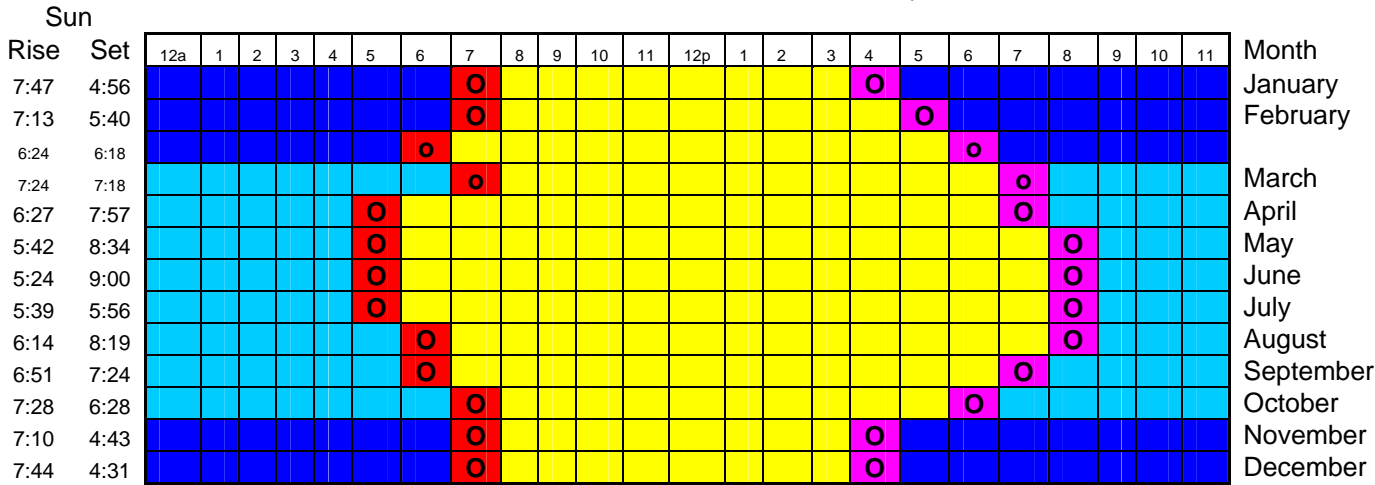 Sun
Rise Set 12a 1 2 3 4 5 6 7 8 9 10 11 12p 1 2 3 4 5 6 7 8 9 10 11 Month
7:47 4:56 O O January
7:13 5:40 O O February
6:24 6:18 o o
7:24 7:18 o o March
6:27 7:57 O O April
5:42 8:34 O O May
5:24 9:00 O O June
5:39 5:56 O O July
6:14 8:19 O O August
6:51 7:24 O O September
7:28 6:28 O O October
7:10 4:43 O O November
7:44 4:31 O O December